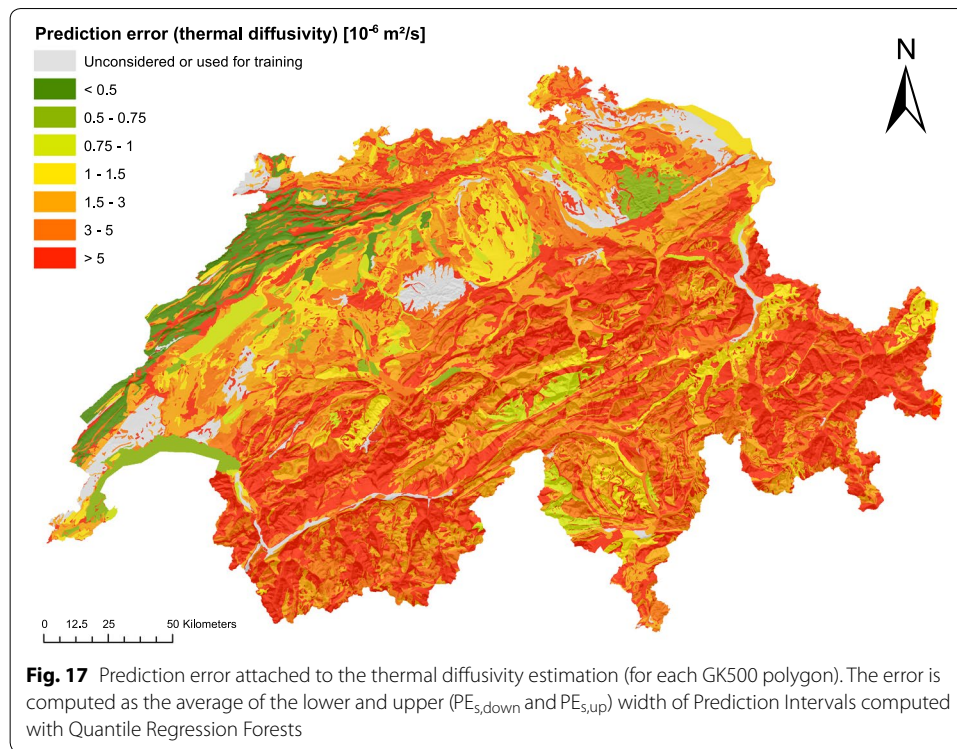 Prediction error (thermal diffusivity) [10⁻⁶ m²/s]
Unconsidered or used for training
< 0.5
0.5 - 0.75
0.75 - 1
1 - 1.5
1.5 - 3
3 - 5
> 5
N
0 12.5 25 50 Kilometers
Fig. 17 Prediction error attached to the thermal diffusivity estimation (for each GK500 polygon). The error is
computed as the average of the lower and upper (PEs,down and PEs,up) width of Prediction Intervals computed
with Quantile Regression Forests